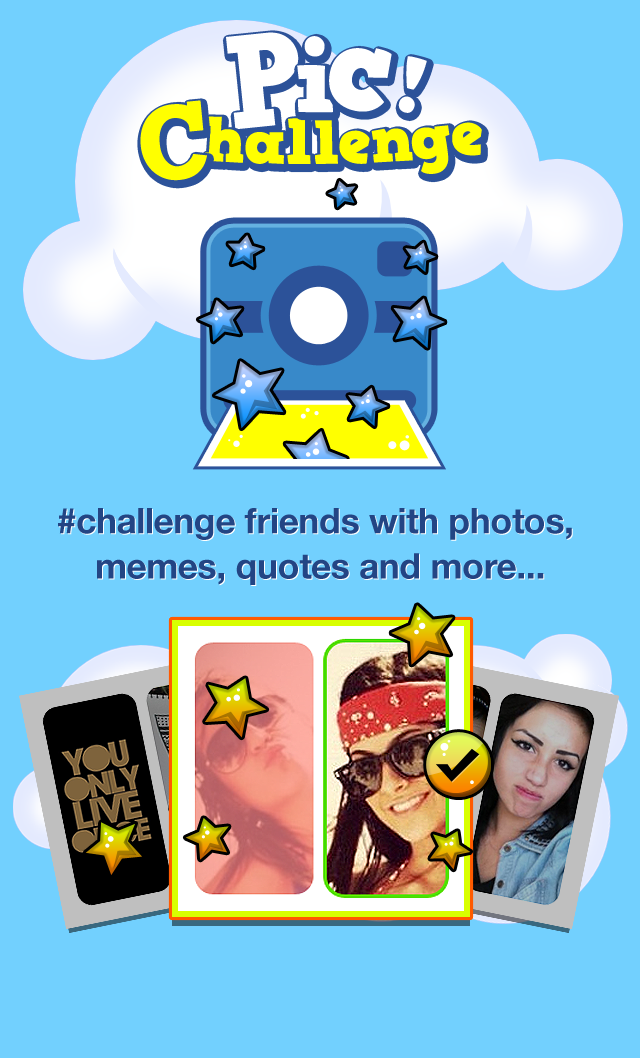 Pic!
Challenge
#challenge friends with photos,
memes, quotes and more...
YOU
ONLY
LIVE